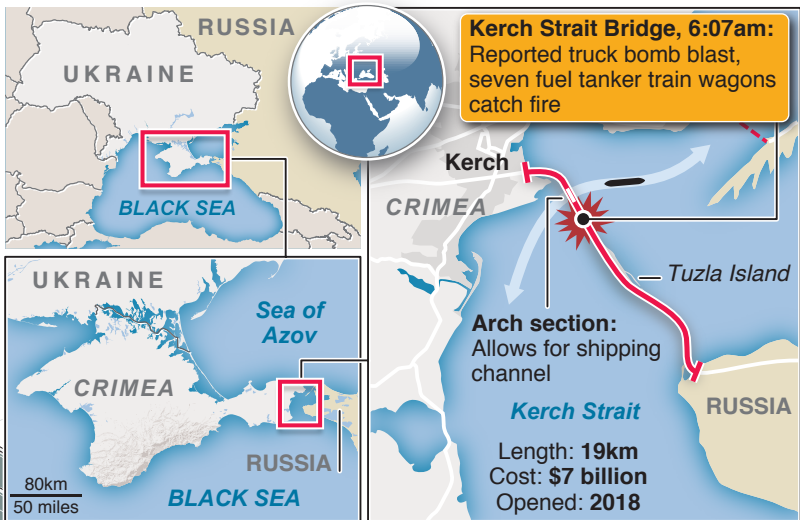 RUSSIA
UKRAINE
BLACK SEA
UKRAINE
Sea of
Azov
CRIMEA
RUSSIA
80km
50 miles
BLACK SEA
Kerch Strait Bridge, 6:07am:
Reported truck bomb blast,
seven fuel tanker train wagons
catch fire
Kerch
CRIMEA
Tuzla Island
Arch section:
Allows for shipping
channel
Kerch Strait
RUSSIA
Length: 19km
Cost: $7 billion
Opened: 2018